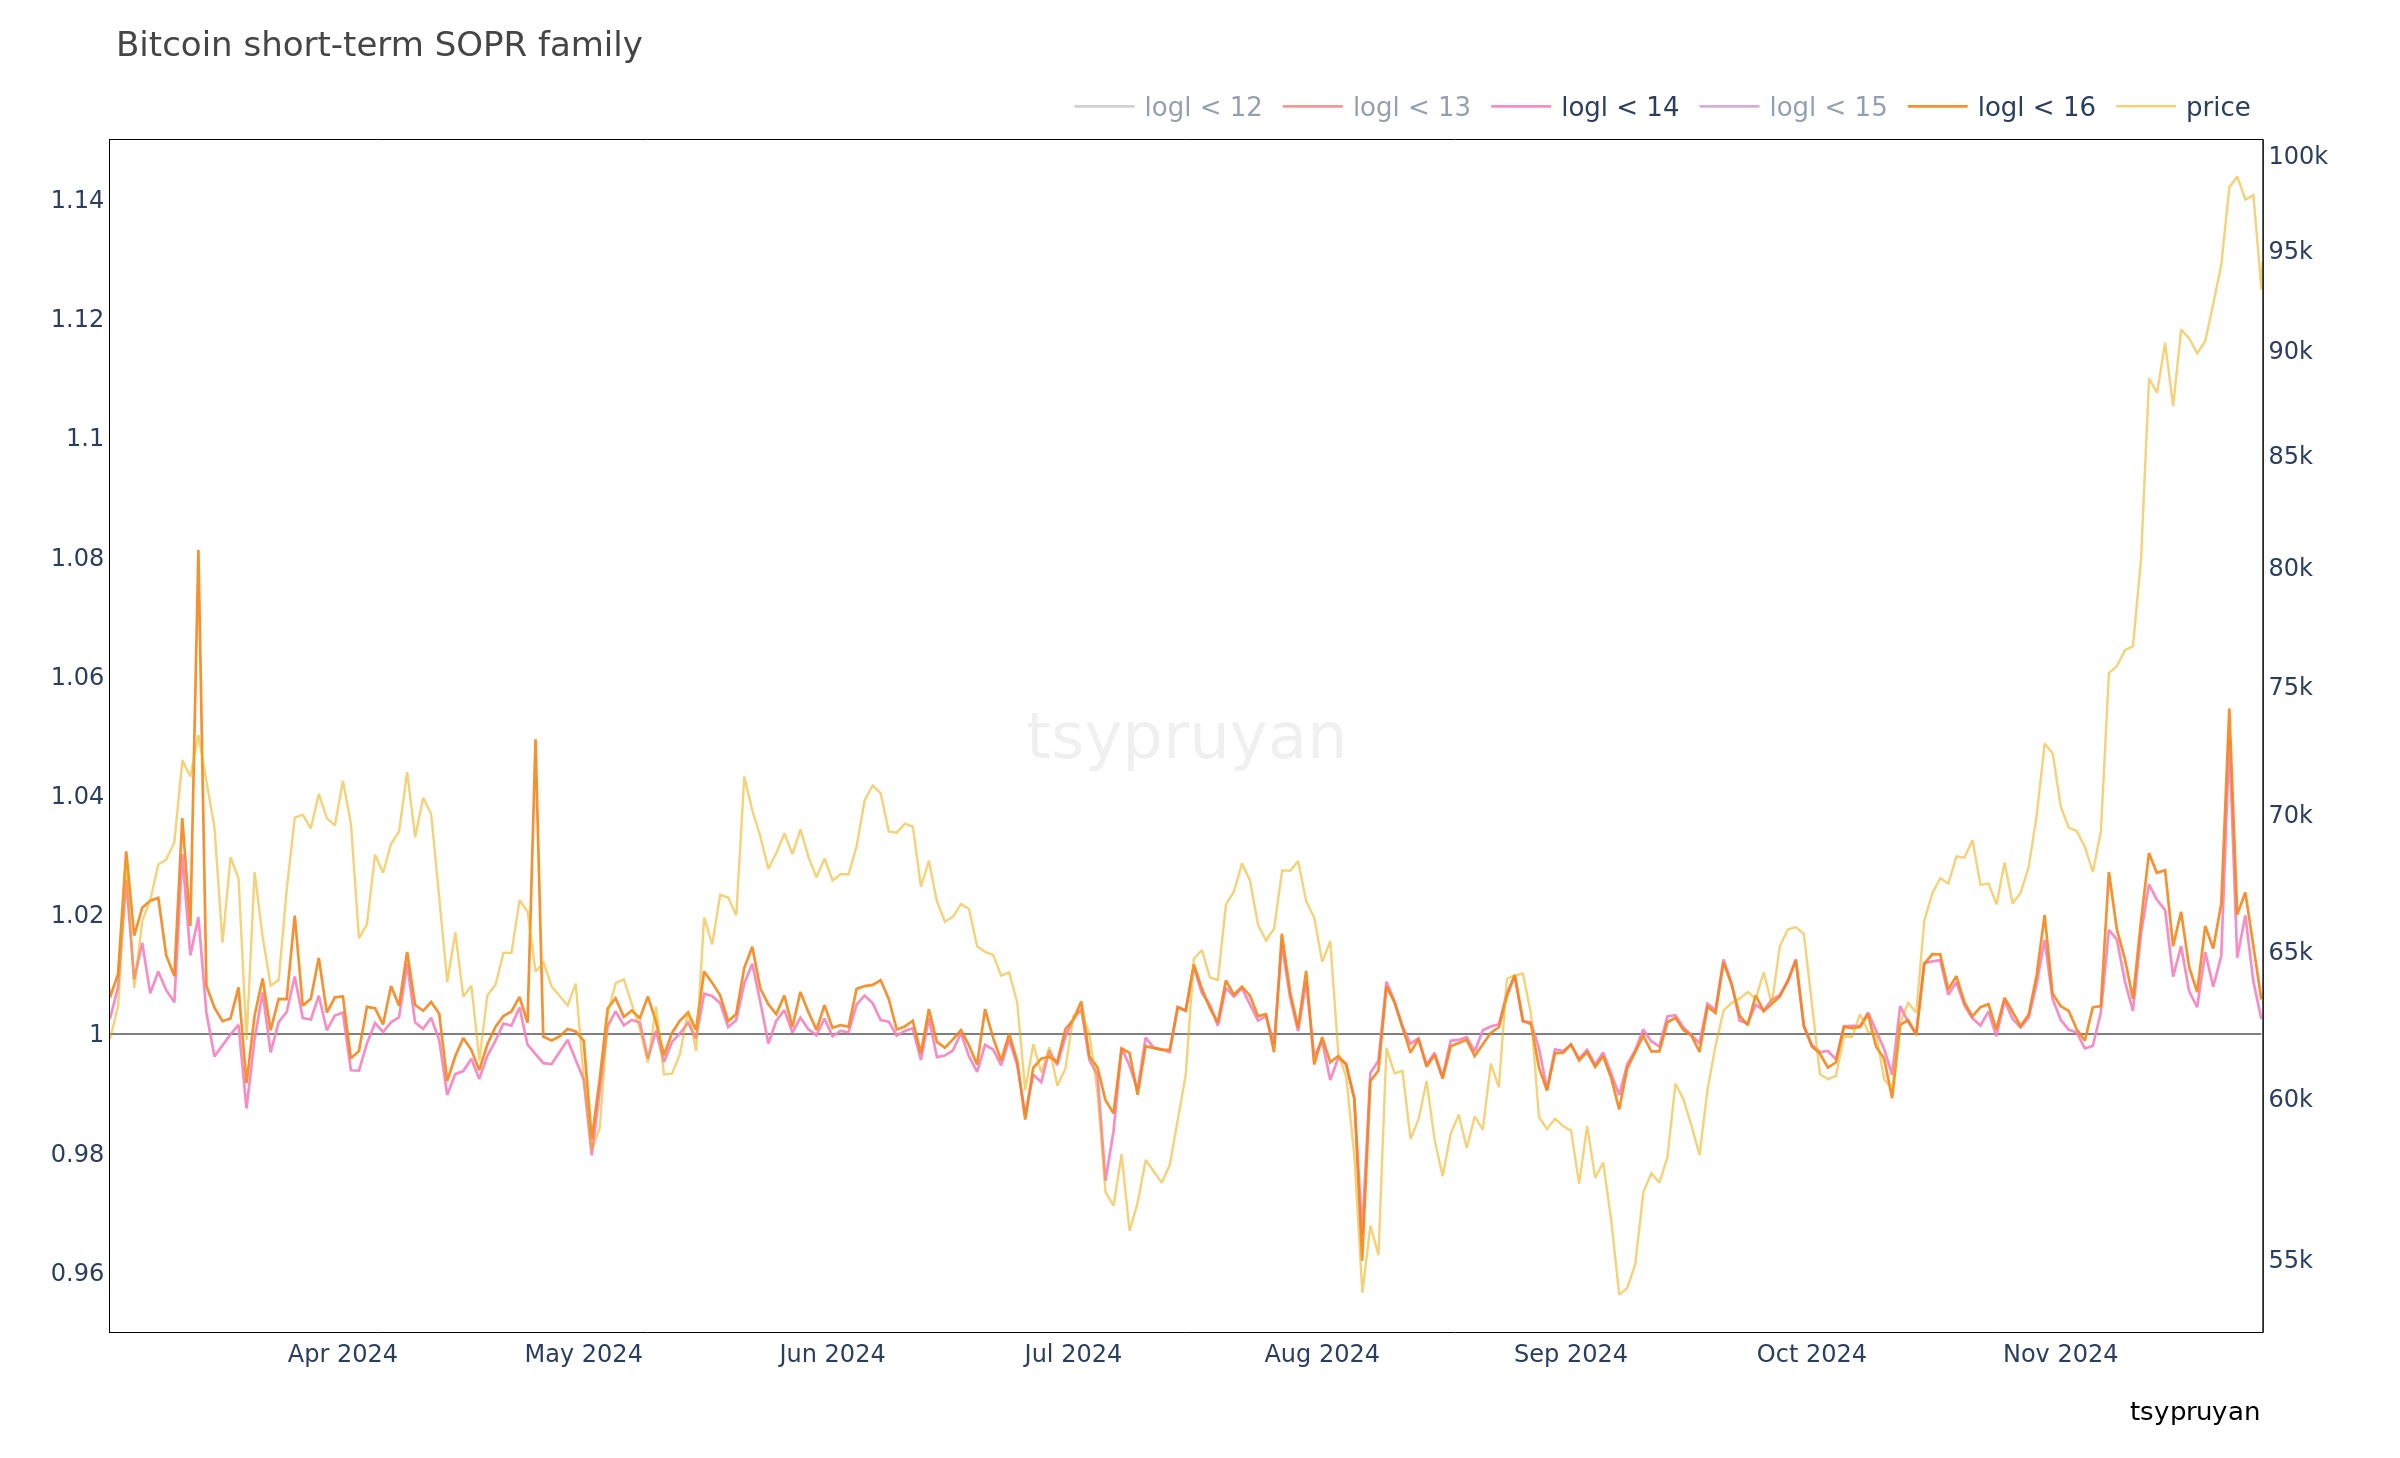 Bitcoin short-term SOPR family
logl < 12 logl < 13 logl < 14 logl < 15 logl < 16 price
1.14
1.12
1.1
1.08
1.06
1.04
1.02
1
0.98
0.96
100k
95k
90k
85k
80k
75k
70k
65k
60k
55k
tsypruyan
Apr 2024 May 2024 Jun 2024 Jul 2024 Aug 2024 Sep 2024 Oct 2024 Nov 2024
tsypruyan